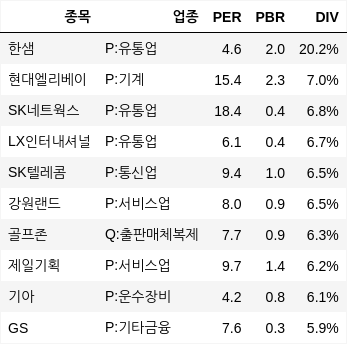 종목 업종 PER PBR DIV
한샘 P:유통업 4.6 2.0 20.2%
현대엘리베이 P:기계 15.4 2.3 7.0%
SK네트웍스 P:유통업 18.4 0.4 6.8%
LX인터내셔널 P:유통업 6.1 0.4 6.7%
SK텔레콤 P:통신업 9.4 1.0 6.5%
강원랜드 P:서비스업 8.0 0.9 6.5%
골프존 Q:출판매체복제 7.7 0.9 6.3%
제일기획 P:서비스업 9.7 1.4 6.2%
기아 P:운수장비 4.2 0.8 6.1%
GS P:기타금융 7.6 0.3 5.9%